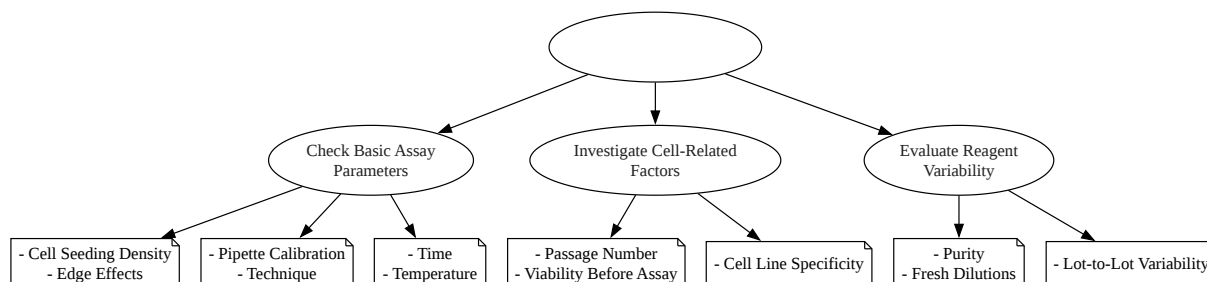 Check Basic Assay
Parameters
Investigate Cell-Related
Factors
Evaluate Reagent
Variability
- Cell Seeding Density
- Edge Effects
- Pipette Calibration
- Technique
- Time
- Temperature
- Passage Number
- Viability Before Assay
- Cell Line Specificity
- Purity
- Fresh Dilutions
- Lot-to-Lot Variability